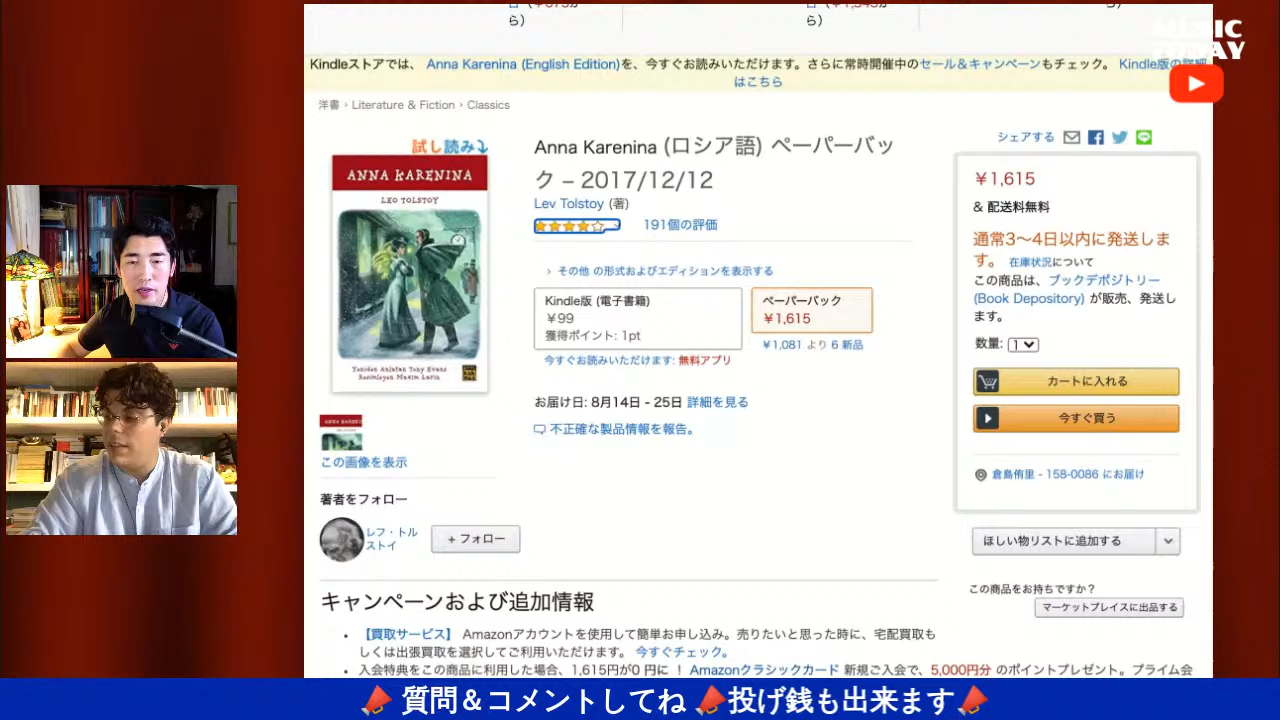 ら）
ら）
Kindleストアでは、 Anna Karenina (English Edition)を、今すぐお読みいただけます。さらに常時開催中のセール＆キャンペーンもチェック。 Kindle版の詳細
はこちら
洋書 › Literature & Fiction › Classics
試し読み
ANNA KARENINA
LEO TOLSTOY
Anna Karenina (ロシア語) ペーパーバッ
ク – 2017/12/12
Lev Tolstoy (著)
191個の評価
› その他 の形式およびエディションを表示する
Kindle版 (電子書籍)
￥99
獲得ポイント: 1pt
ペーパーバック
￥1,615
今すぐお読みいただけます: 無料アプリ
￥1,081 より 6 新品
お届け日: 8月14日 - 25日 詳細を見る
不正確な製品情報を報告。
この画像を表示
著者をフォロー
レフ・トル
ストイ
+ フォロー
シェアする
￥1,615
& 配送料無料
通常3〜4日以内に発送しま
す。 在庫状況について
この商品は、ブックデポジトリー
(Book Depository) が販売、発送し
ます。
数量: 1
カートに入れる
今すぐ買う
倉島侑里 - 158-0086 にお届け
ほしい物リストに追加する
この商品をお持ちですか？
マーケットプレイスに出品する
キャンペーンおよび追加情報
【買取サービス】 Amazonアカウントを使用して簡単お申し込み。売りたいと思った時に、宅配買取も
しくは出張買取を選択してご利用いただけます。 今すぐチェック。
入会特典をこの商品に利用した場合、1,615円が0 円に ！ Amazonクラシックカード 新規ご入会で、5,000円分 のポイントプレゼント。プライム会
質問＆コメントしてね 投げ銭も出来ます